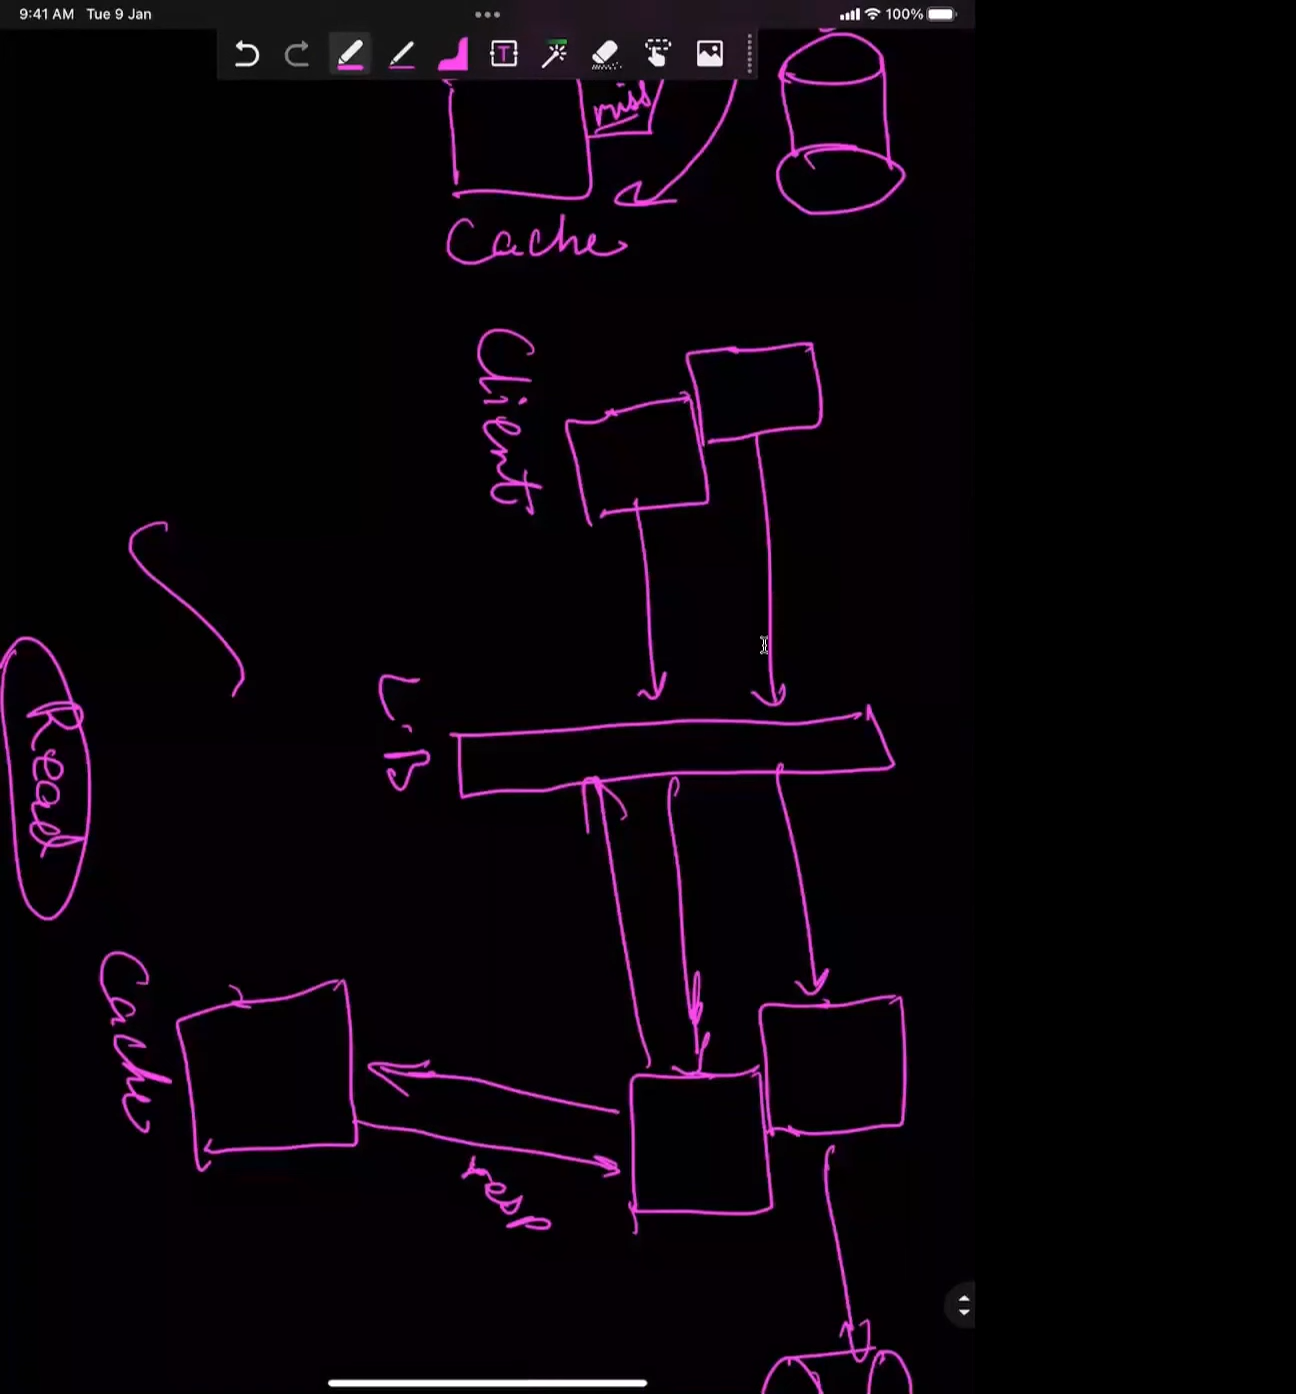 9:41 AM Tue 9 Jan
100%
T
miss
Cache
Client
L.B
Read
Cache
resp